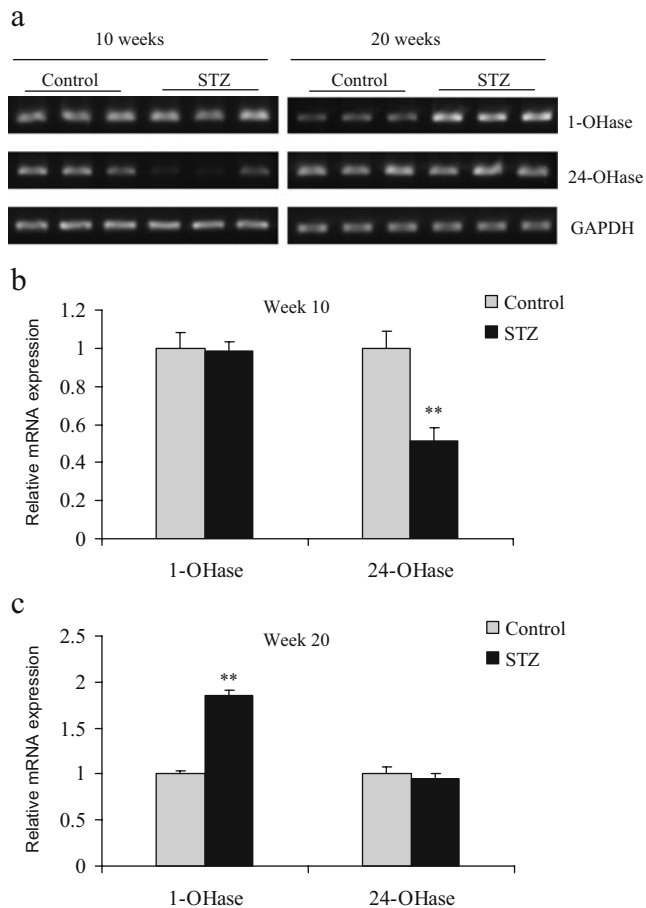 a
10 weeks
20 weeks
Control STZ
Control STZ
1-OHase
24-OHase
GAPDH
b
Week 10
Control
STZ
Relative mRNA expression
1.2
1
0.8
0.6
0.4
0.2
0
**
1-OHase
24-OHase
c
Week 20
Control
STZ
Relative mRNA expression
2.5
2
1.5
1
0.5
0
**
1-OHase
24-OHase